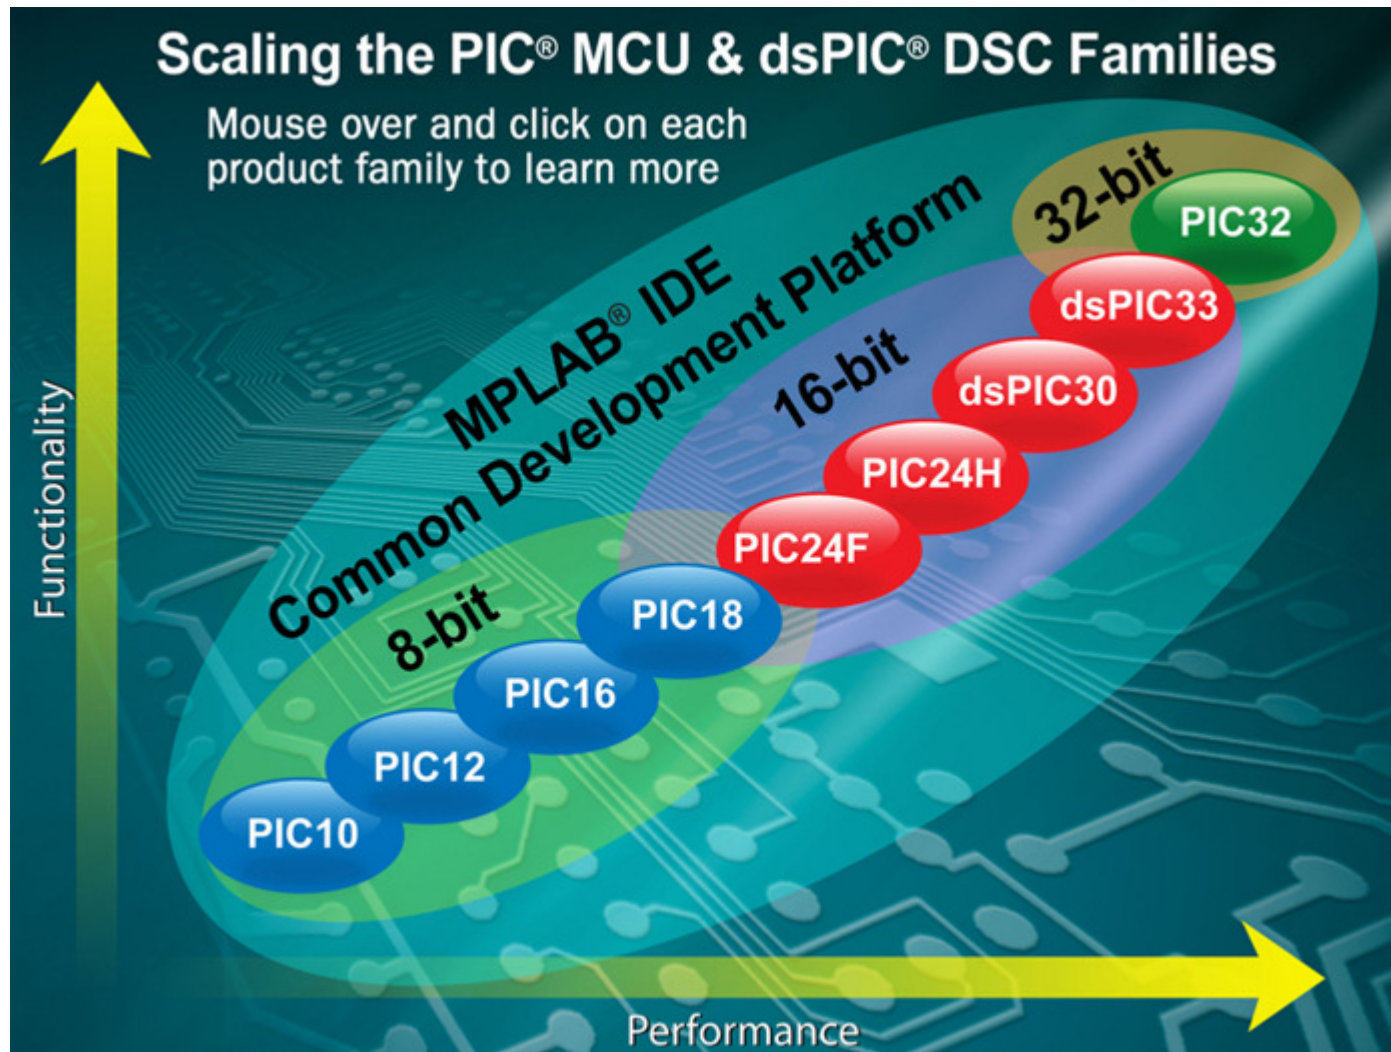 Scaling the PIC® MCU & dsPIC® DSC Families
Mouse over and click on each
product family to learn more
MPLAB® IDE
Common Development Platform
32-bit
PIC32
dsPIC33
16-bit
dsPIC30
PIC24H
PIC24F
8-bit
PIC18
PIC16
PIC12
PIC10
Functionality
Performance